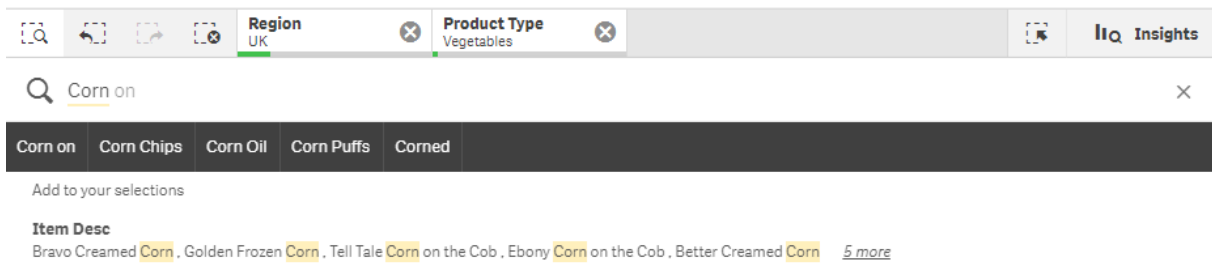 Region
UK
Product Type
Vegetables
Insights
Corn on
Corn on Corn Chips Corn Oil Corn Puffs Corned
Add to your selections
Item Desc
Bravo Creamed Corn , Golden Frozen Corn , Tell Tale Corn on the Cob , Ebony Corn on the Cob , Better Creamed Corn 5 more